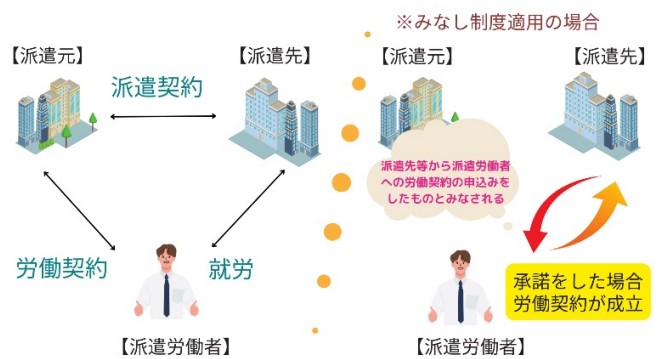 ※みなし制度適用の場合
【派遣元】
【派遣先】
派遣契約
労働契約
就労
【派遣労働者】
【派遣元】
【派遣先】
派遣先等から派遣労働者
への労働契約の申込みを
したものとみなされる
承諾をした場合
労働契約が成立
【派遣労働者】